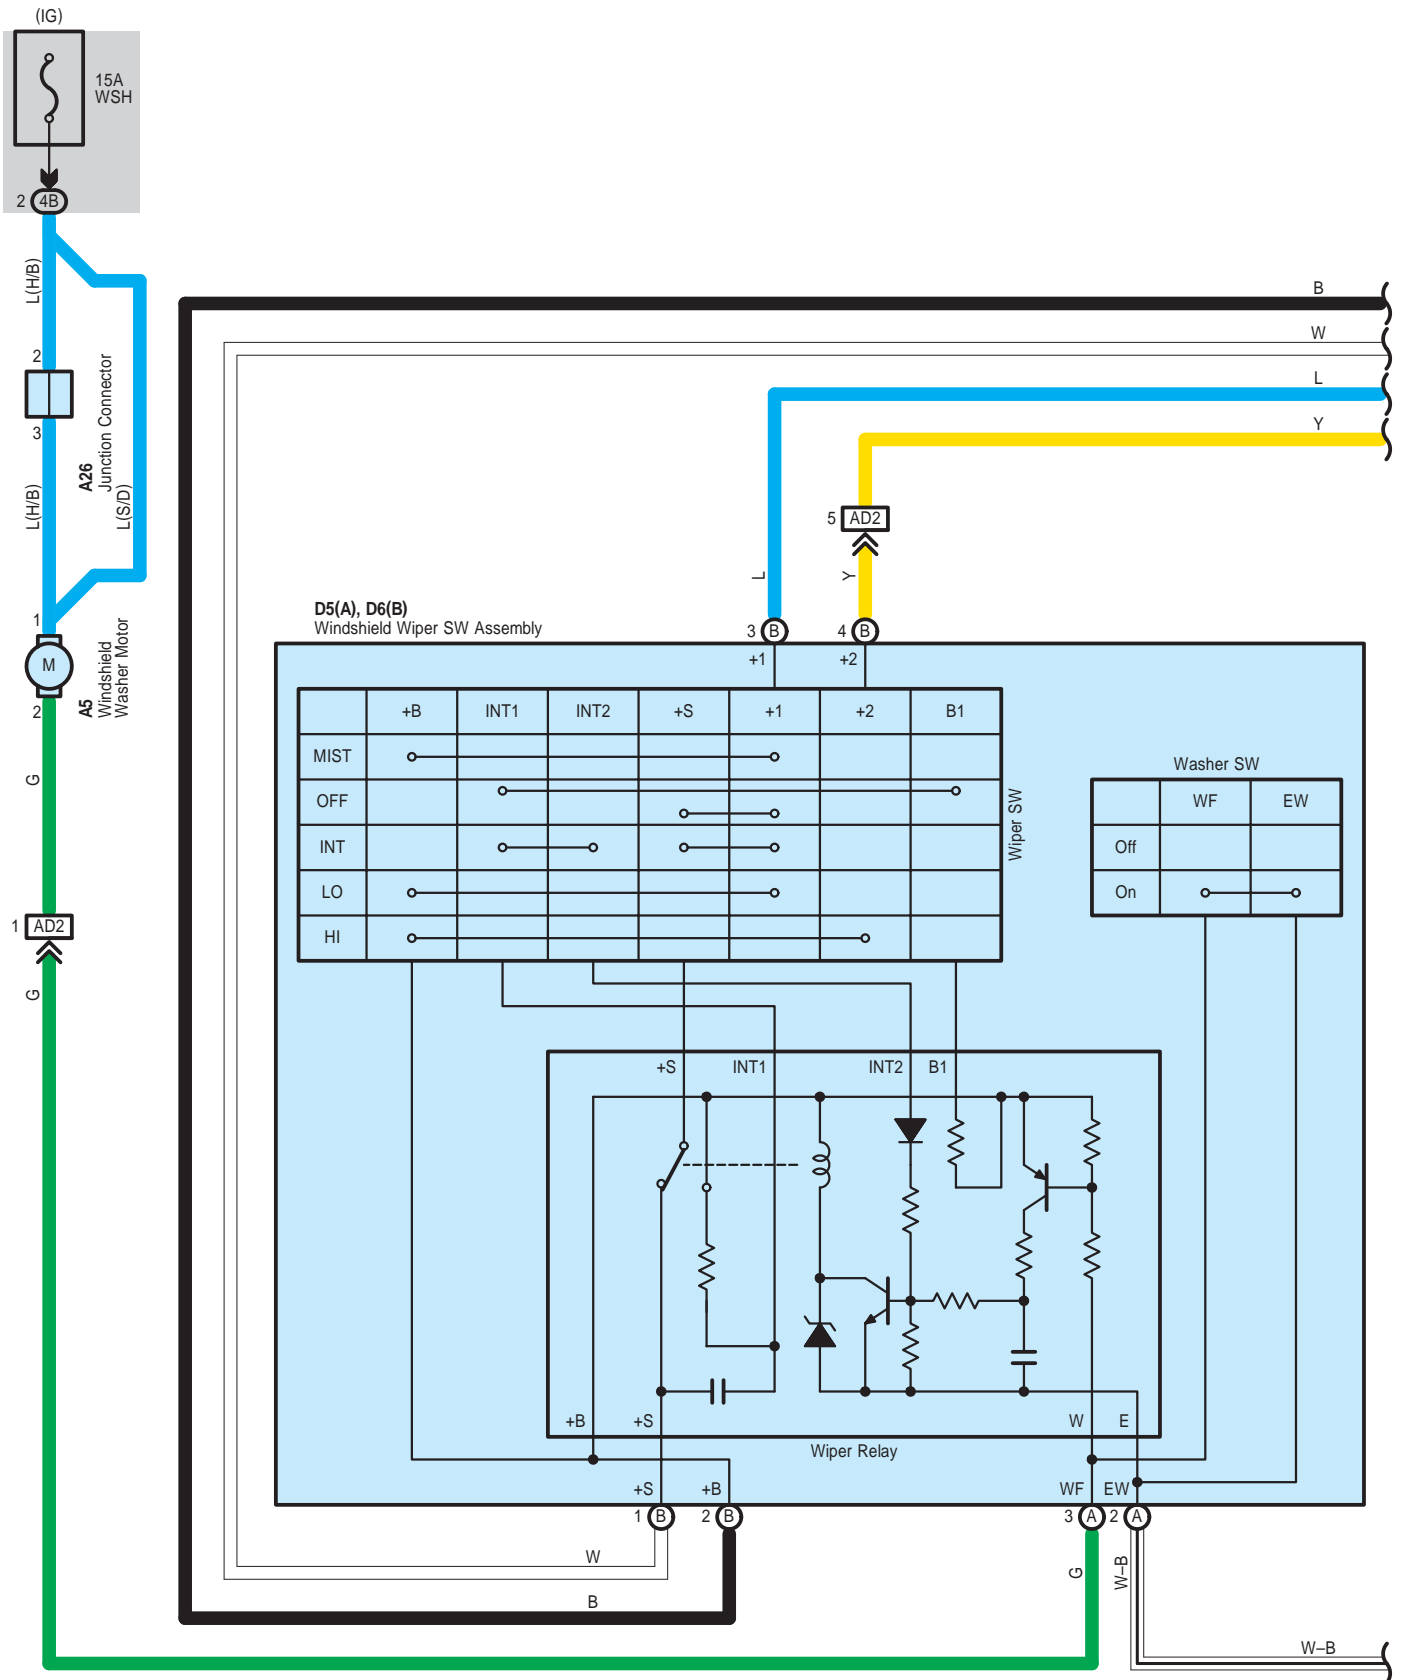 (IG)
15A
WSH
2 4B
L(H/B)
2
3
A26
Junction Connector
L(H/B)
L(S/D)
1
M
A5
Windshield
Washer Motor
2
G
1 AD2
G
B
W
L
Y
5 AD2
L
Y
D5(A), D6(B)
Windshield Wiper SW Assembly
3 B
4 B
+1
+2
+B INT1 INT2 +S +1 +2 B1
MIST
OFF
INT
LO
HI
Wiper SW
Washer SW
WF EW
Off
On
+S INT1 INT2 B1
+B +S W E
Wiper Relay
+S +B WF EW
1 B 2 B 3 A 2 A
W
B
G
W–B
W–B